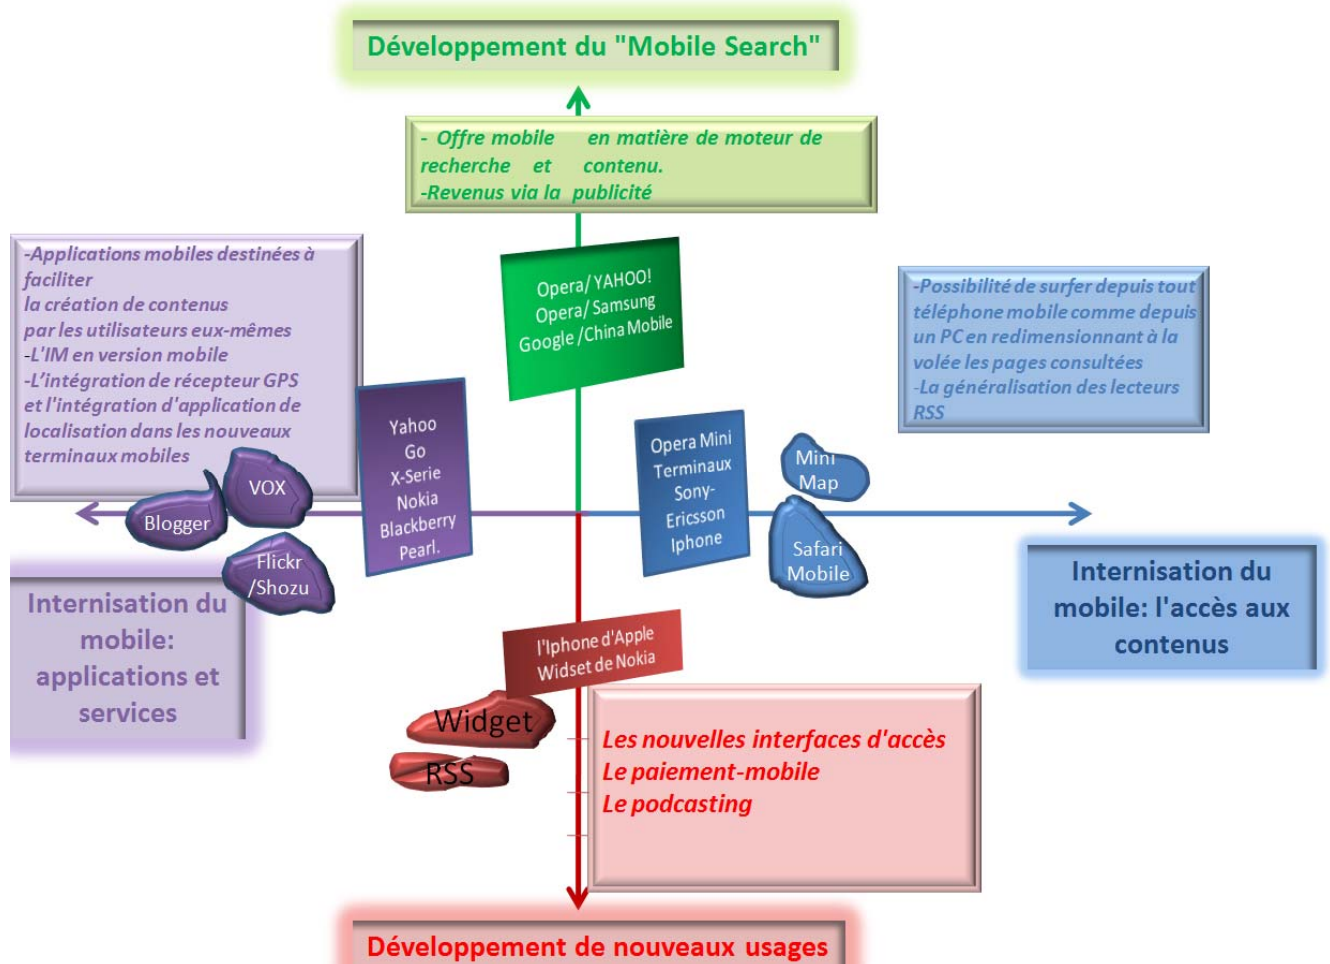 Développement du "Mobile Search"
- Offre mobile en matière de moteur de
recherche et contenu.
-Revenus via la publicité
Opera/ YAHOO!
Opera/ Samsung
Google /China Mobile
-Applications mobiles destinées à
faciliter
la création de contenus
par les utilisateurs eux-mêmes
-L'IM en version mobile
-L’intégration de récepteur GPS
et l'intégration d'application de
localisation dans les nouveaux
terminaux mobiles
-Possibilité de surfer depuis tout
téléphone mobile comme depuis
un PC en redimensionnant à la
volée les pages consultées
-La généralisation des lecteurs
RSS
Yahoo
Go
X-Serie
Nokia
Blackberry
Pearl.
Opera Mini
Terminaux
Sony-
Ericsson
Iphone
Mini
Map
Safari
Mobile
VOX
Blogger
Flickr
/Shozu
Internisation du
mobile:
applications et
services
Internisation du
mobile: l'accès aux
contenus
l'Iphone d'Apple
Widset de Nokia
Widget
RSS
Les nouvelles interfaces d'accès
Le paiement-mobile
Le podcasting
Développement de nouveaux usages